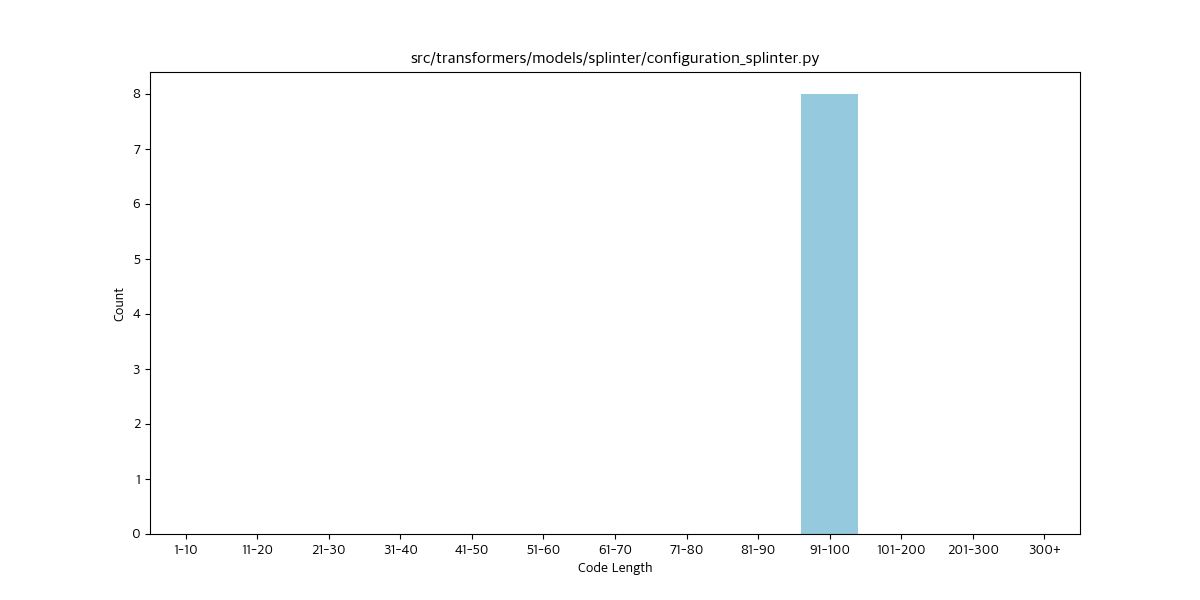 src/transformers/models/splinter/configuration_splinter.py
8
7
6
5
4
3
2
1
0
Count
1-10 11-20 21-30 31-40 41-50 51-60 61-70 71-80 81-90 91-100 101-200 201-300 300+
Code Length